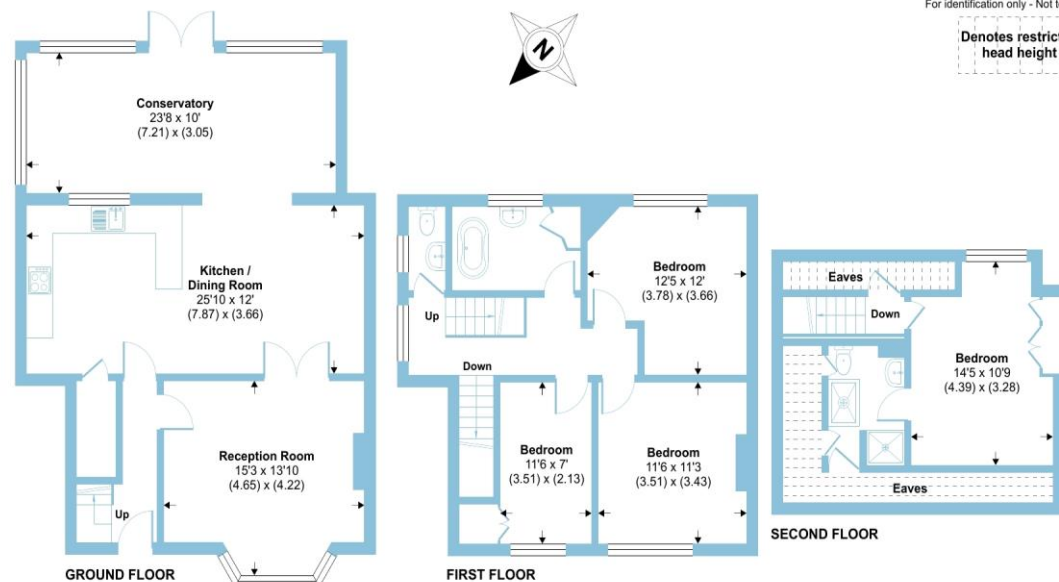 For identification only - Not t
Denotes restrict
head height
N
Conservatory
23'8 x 10'
(7.21) x (3.05)
Kitchen /
Dining Room
25'10 x 12'
(7.87) x (3.66)
Reception Room
15'3 x 13'10
(4.65) x (4.22)
Up
GROUND FLOOR
Bedroom
12'5 x 12'
(3.78) x (3.66)
Up
Down
Bedroom
11'6 x 7'
(3.51) x (2.13)
Bedroom
11'6 x 11'3
(3.51) x (3.43)
FIRST FLOOR
Eaves
Down
Bedroom
14'5 x 10'9
(4.39) x (3.28)
Eaves
SECOND FLOOR